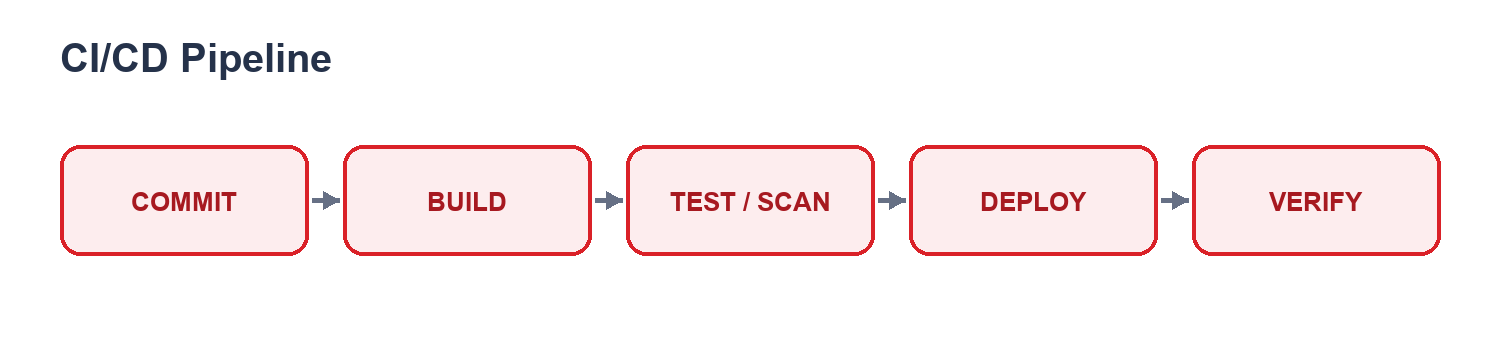 CI/CD Pipeline
COMMIT
BUILD
TEST / SCAN
DEPLOY
VERIFY